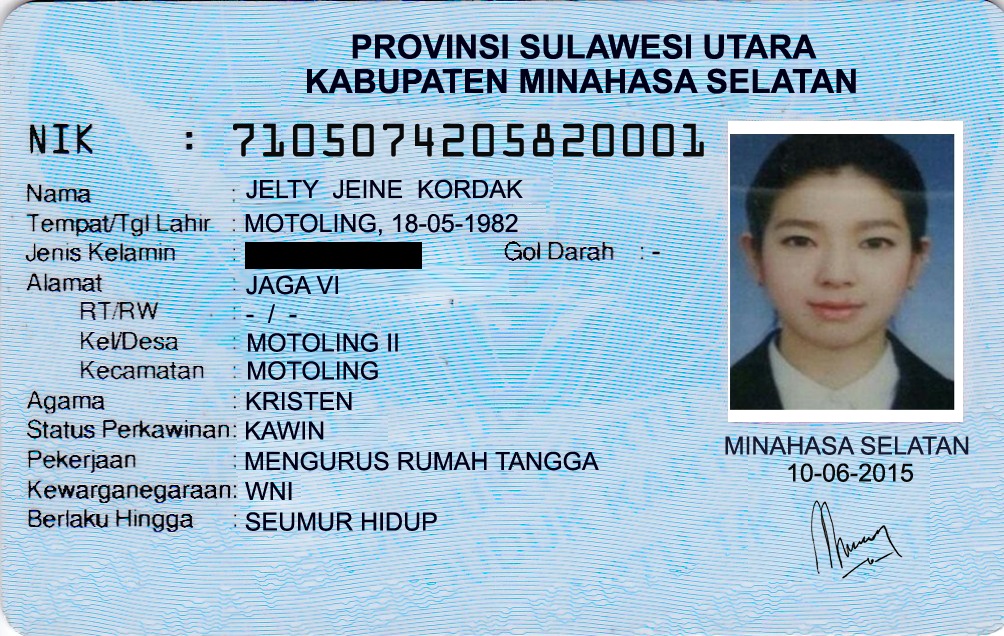 PROVINSI SULAWESI UTARA
KABUPATEN MINAHASA SELATAN
NIK : 7105074205820001
Nama : JELTY JEINE KORDAK
Tempat/Tgl Lahir : MOTOLING, 18-05-1982
Jenis Kelamin Gol Darah : -
Alamat : JAGA VI
RT/RW : - / -
Kel/Desa : MOTOLING II
Kecamatan : MOTOLING
Agama : KRISTEN
Status Perkawinan: KAWIN
Pekerjaan : MENGURUS RUMAH TANGGA
Kewarganegaraan: WNI
Berlaku Hingga : SEUMUR HIDUP
MINAHASA SELATAN
10-06-2015